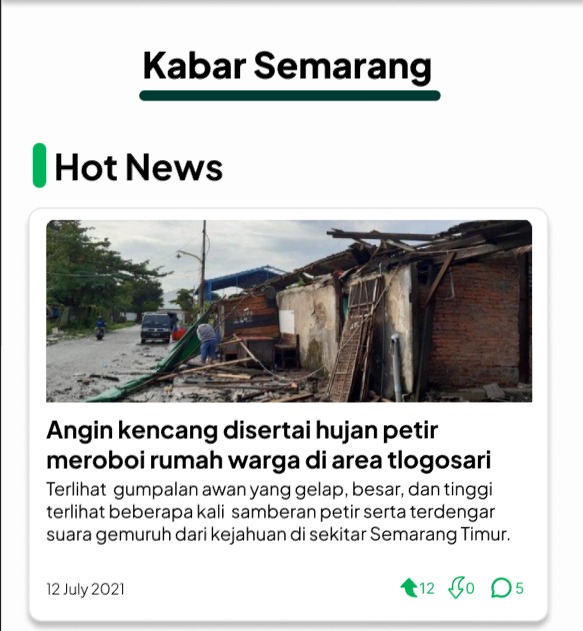 Kabar Semarang
Hot News
Angin kencang disertai hujan petir
meroboi rumah warga di area tlogosari
Terlihat gumpalan awan yang gelap, besar, dan tinggi
terlihat beberapa kali samberan petir serta terdengar
suara gemuruh dari kejahuan di sekitar Semarang Timur.
12 July 2021 12 0 5